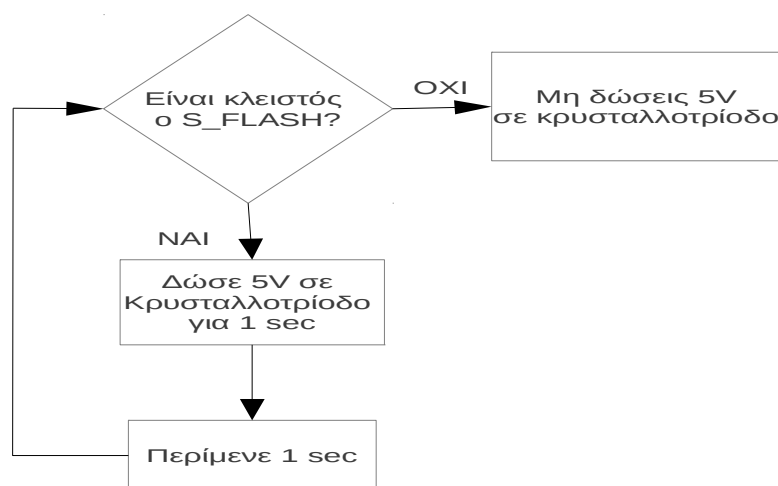 Είναι κλειστός
ο S_FLASH?
ΟΧΙ
Μη δώσεις 5V
σε κρυσταλλοτρίοδο
ΝΑΙ
Δώσε 5V σε
Κρυσταλλοτρίοδο
για 1 sec
Περίμενε 1 sec